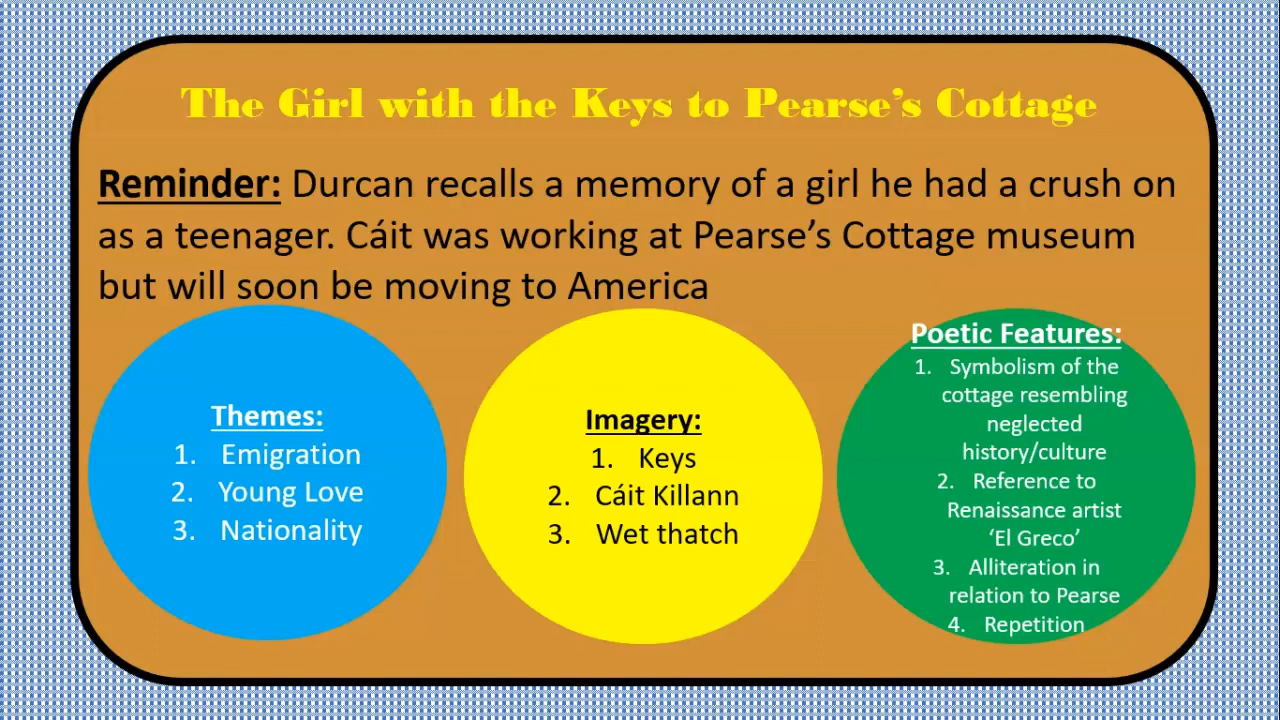 The Girl with the Keys to Pearse's Cottage
Reminder: Durcan recalls a memory of a girl he had a crush on
as a teenager. Cáit was working at Pearse's Cottage museum
but will soon be moving to America
Themes:
1. Emigration
2. Young Love
3. Nationality
Imagery:
1. Keys
2. Cáit Killann
3. Wet thatch
Poetic Features:
1. Symbolism of the
cottage resembling
neglected
history/culture
2. Reference to
Renaissance artist
‘El Greco’
3. Alliteration in
relation to Pearse
4. Repetition